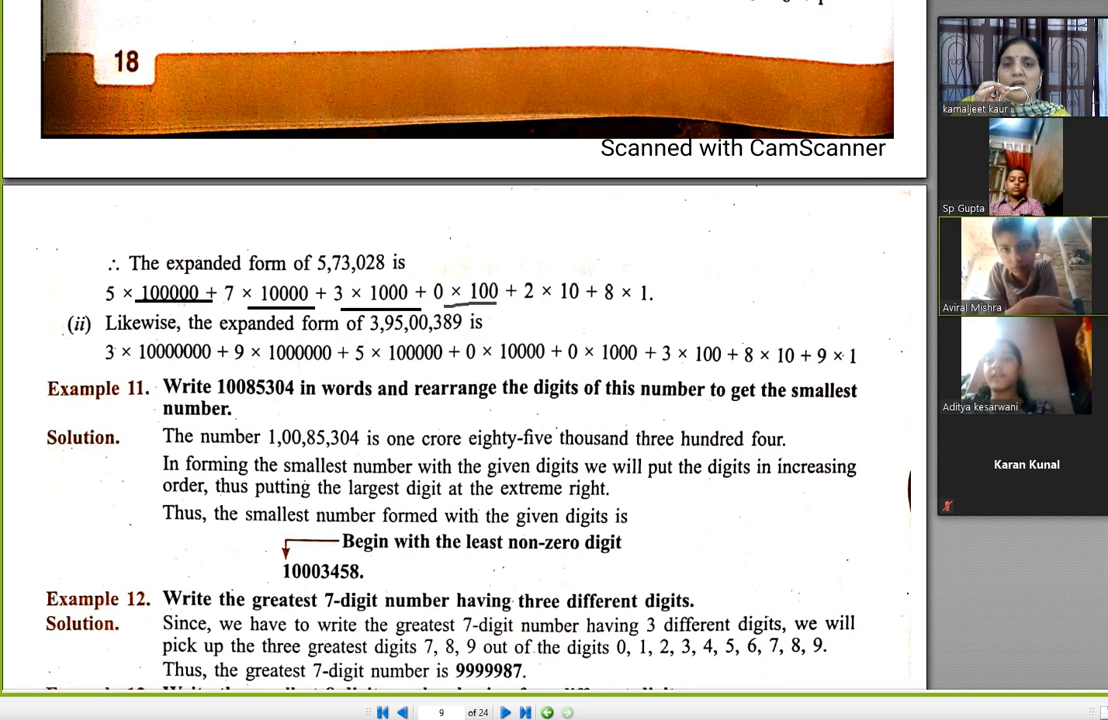 18
Scanned with CamScanner
∴ The expanded form of 5,73,028 is
5 × 100000 + 7 × 10000 + 3 × 1000 + 0 × 100 + 2 × 10 + 8 × 1.
(ii) Likewise, the expanded form of 3,95,00,389 is
3 × 10000000 + 9 × 1000000 + 5 × 100000 + 0 × 10000 + 0 × 1000 + 3 × 100 + 8 × 10 + 9 × 1
Example 11. Write 10085304 in words and rearrange the digits of this number to get the smallest
number.
Solution. The number 1,00,85,304 is one crore eighty-five thousand three hundred four.
In forming the smallest number with the given digits we will put the digits in increasing
order, thus putting the largest digit at the extreme right.
Thus, the smallest number formed with the given digits is
Begin with the least non-zero digit
10003458.
Example 12. Write the greatest 7-digit number having three different digits.
Solution. Since, we have to write the greatest 7-digit number having 3 different digits, we will
pick up the three greatest digits 7, 8, 9 out of the digits 0, 1, 2, 3, 4, 5, 6, 7, 8, 9.
Thus, the greatest 7-digit number is 9999987.
9 of 24
kamaljeet kaur
Sp Gupta
Aviral Mishra
Aditya kesarwani
Karan Kunal